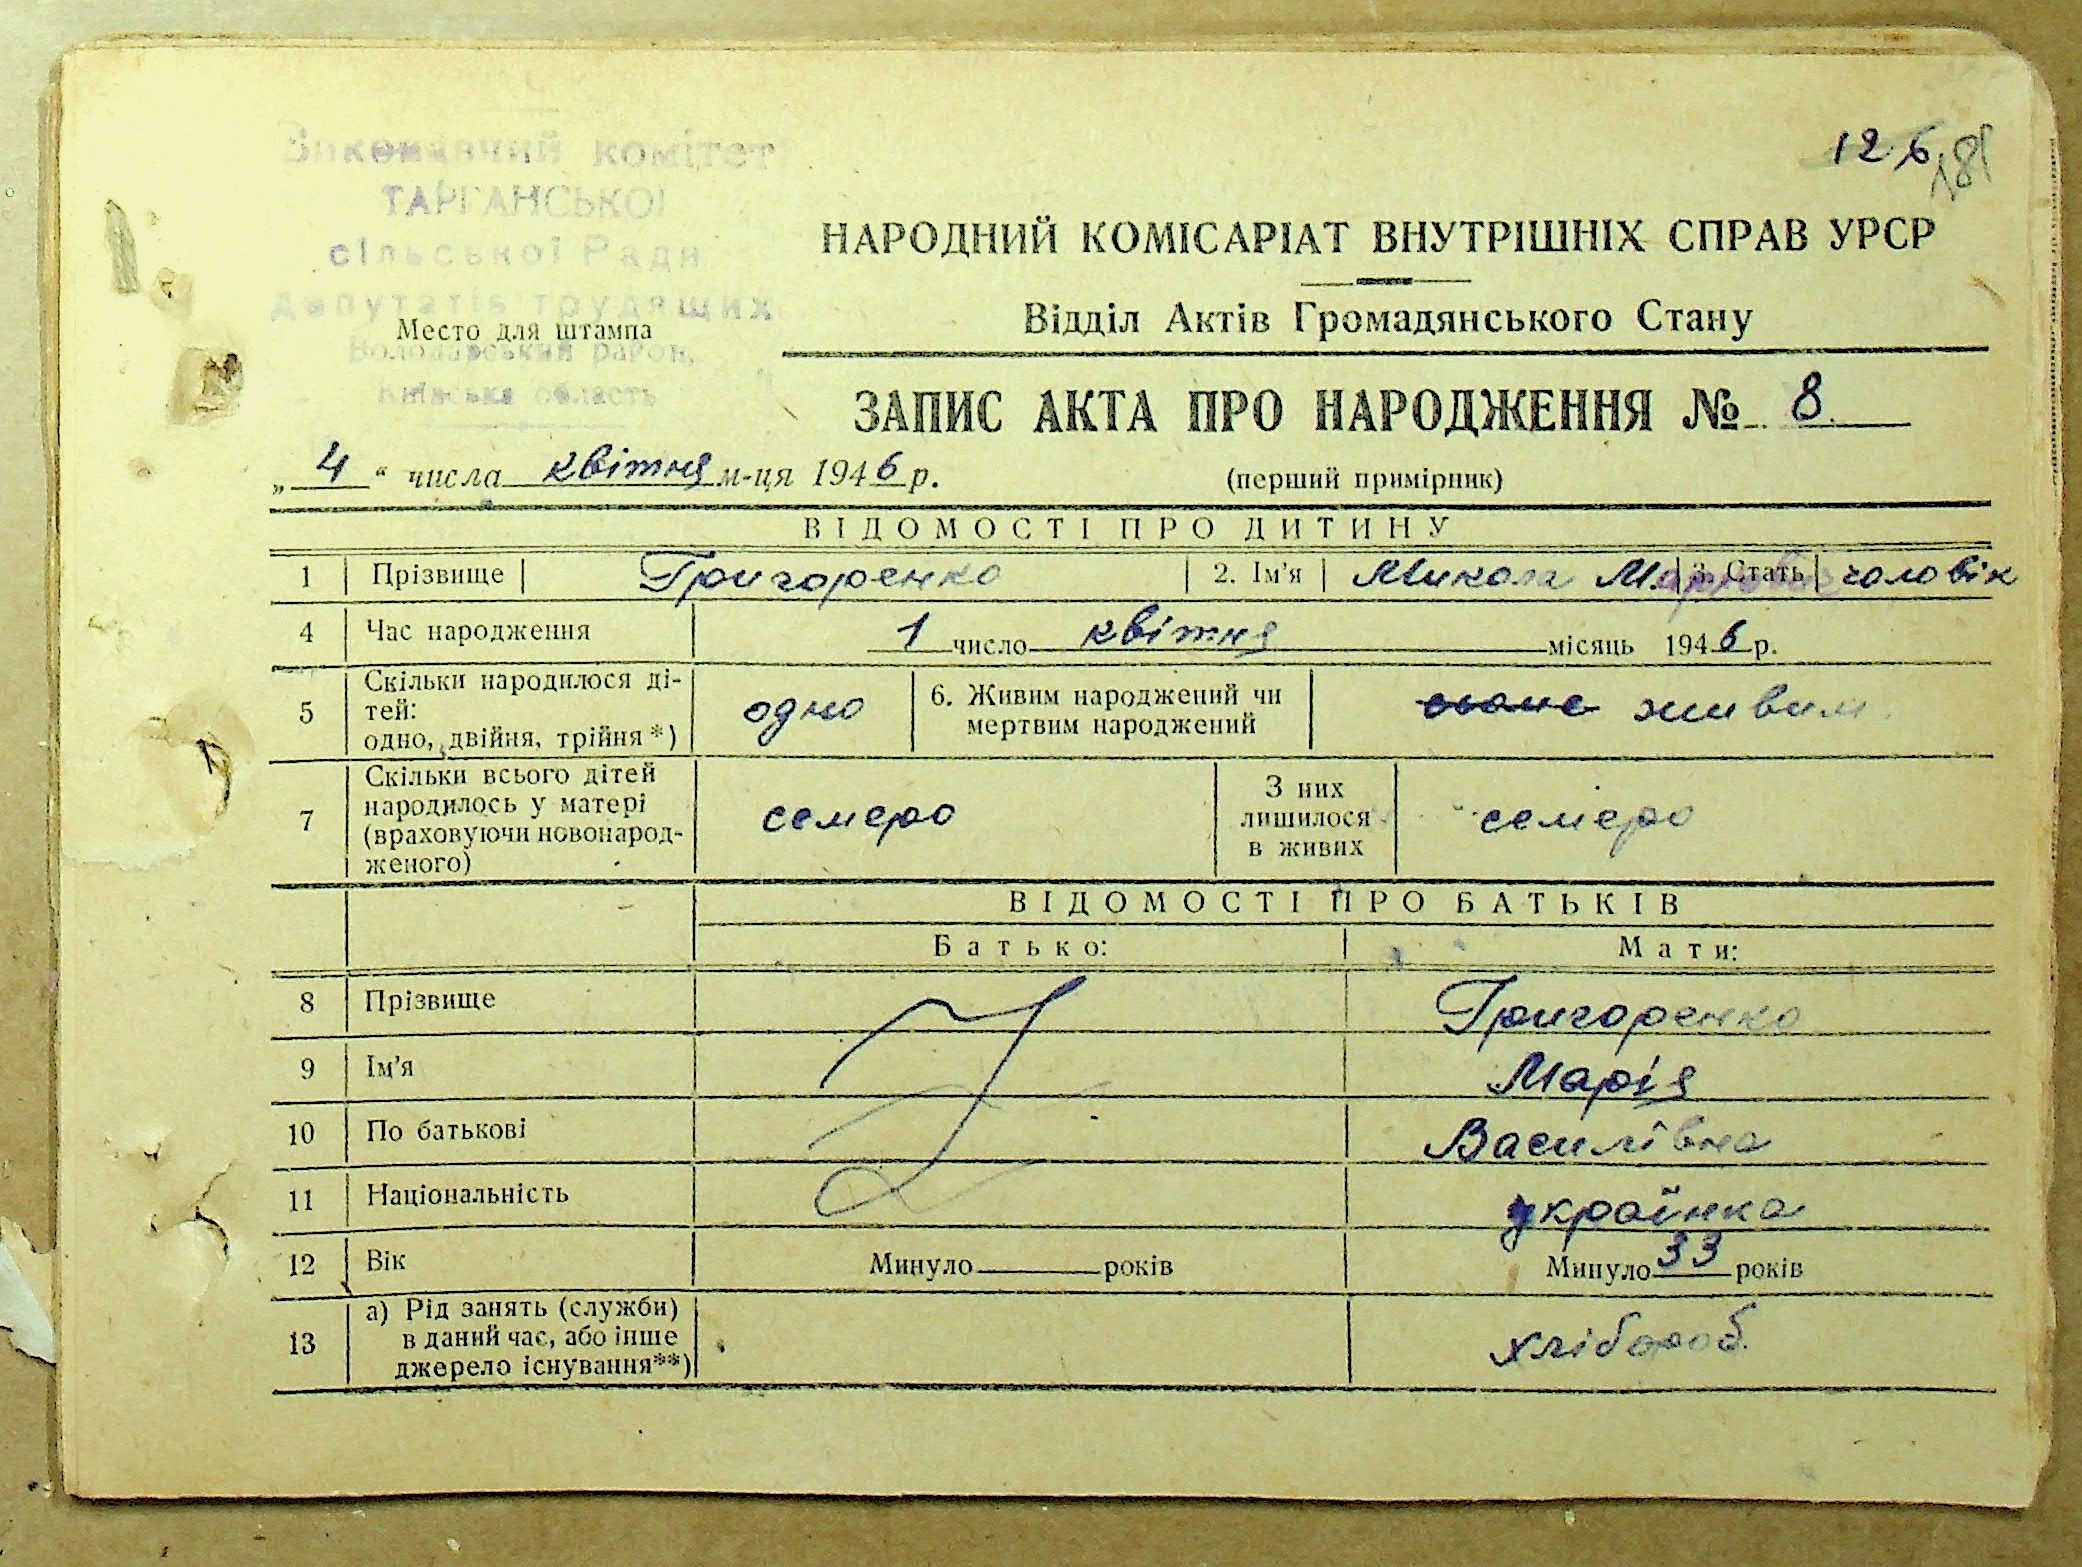 126
Виконавчий комітет
ТАРГАНСЬКОЇ
сільської Ради
депутатів трудящих
Володарський район,
Київська область
Место для штампа
НАРОДНИЙ КОМІСАРІАТ ВНУТРІШНІХ СПРАВ УРСР
Відділ Актів Громадянського Стану
ЗАПИС АКТА ПРО НАРОДЖЕННЯ № 8.
(перший примірник)
„4“ числа квітня м-ця 1946 р.
ВІДОМОСТІ ПРО ДИТИНУ
1 Прізвище Григоренко 2. Ім'я Микола 3. Стать чоловік
4 Час народження 1 число квітня місяць 1946 р.
5 Скільки народилося ді-
тей:
одно, двійня, трійня*) одно 6. Живим народжений чи
мертвим народжений живим
7 Скільки всього дітей
народилось у матері
(враховуючи новонарод-
женого) семеро З них
лишилося
в живих семеро
ВІДОМОСТІ ПРО БАТЬКІВ
Батько: Мати:
8 Прізвище Григоренко
9 Ім'я Марія
10 По батькові Василівна
11 Національність українка
12 Вік Минуло років Минуло 33 років
13 а) Рід занять (служби)
в даний час, або інше
джерело існування**) хлібороб.